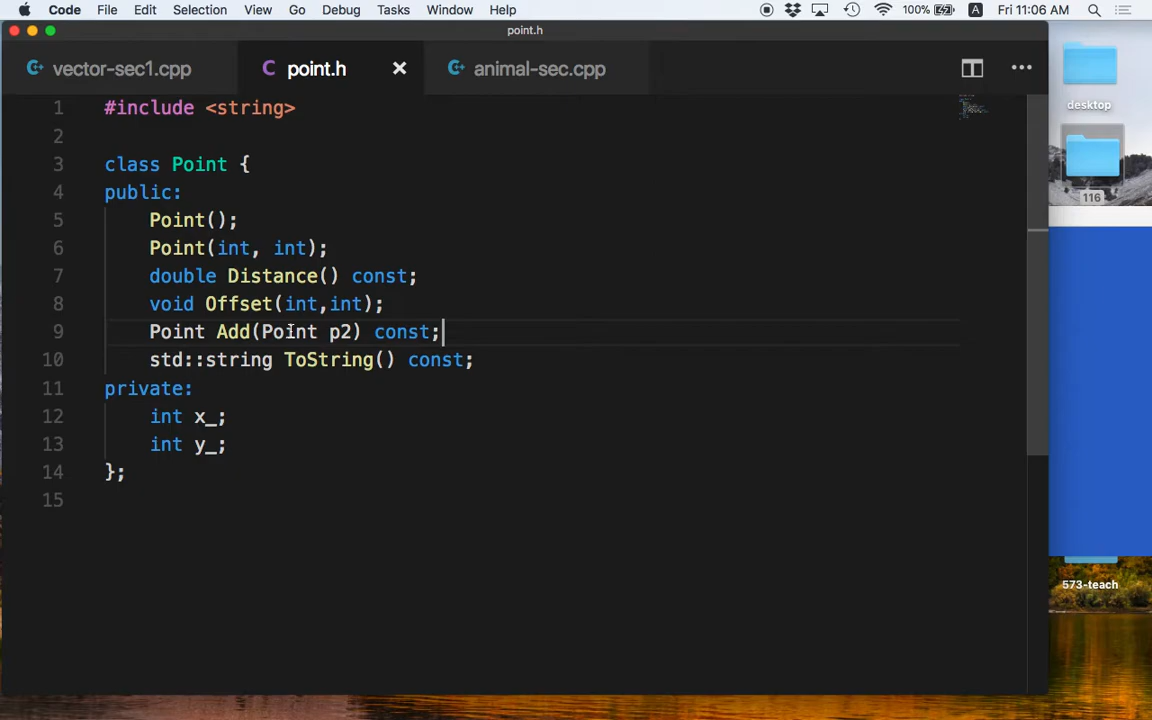 Code File Edit Selection View Go Debug Tasks Window Help 100% A Fri 11:06 AM
point.h
vector-sec1.cpp C point.h animal-sec.cpp
1 #include <string>
2
3 class Point {
4 public:
5 Point();
6 Point(int, int);
7 double Distance() const;
8 void Offset(int,int);
9 Point Add(Point p2) const;
10 std::string ToString() const;
11 private:
12 int x_;
13 int y_;
14 };
15
desktop
116
573-teach